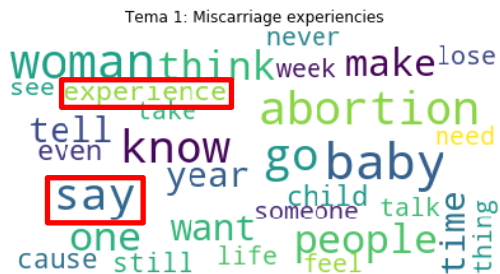 Tema 1: Miscarriage experiencies
never
woman think week make lose
see experience
take
abortion
tell
need
even know
go baby
year
say
child
someone talk
want
one
people
time
thing
cause still life feel